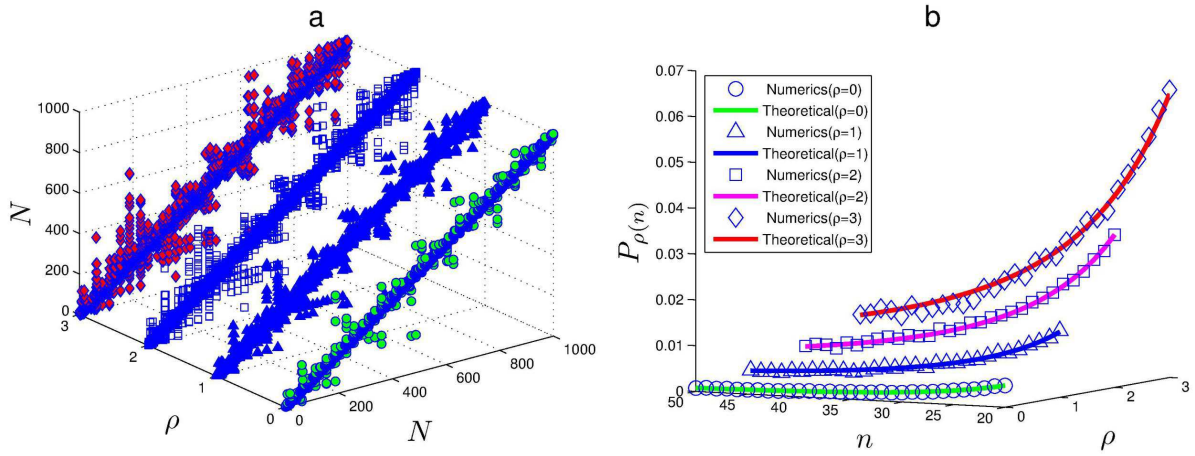 a
N
1000
800
600
400
200
0
3
2
1
0
ρ
0
200
400
600
800
1000
N
b
P ρ(n)
0.07
0.06
0.05
0.04
0.03
0.02
0.01
0
Numerics(ρ=0)
Theoretical(ρ=0)
Numerics(ρ=1)
Theoretical(ρ=1)
Numerics(ρ=2)
Theoretical(ρ=2)
Numerics(ρ=3)
Theoretical(ρ=3)
50
45
40
35
30
25
20
n
0
1
2
3
ρ